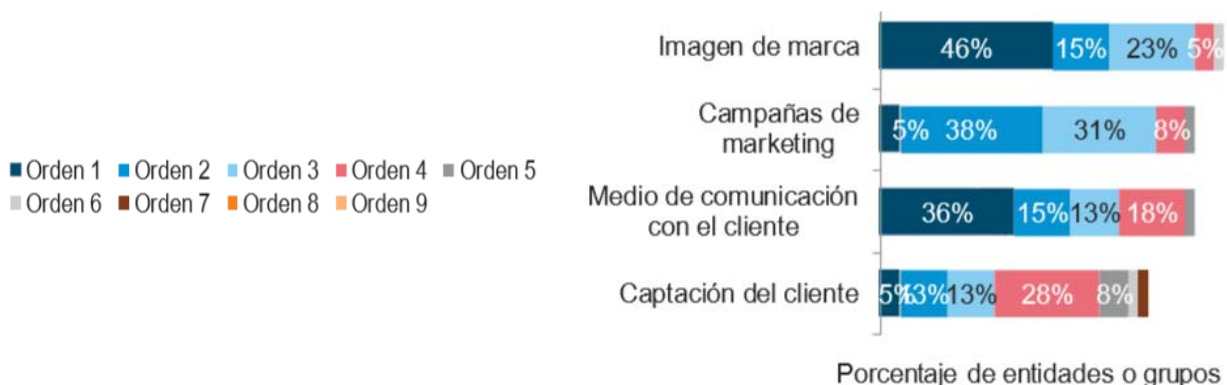 Imagen de marca
46% 15% 23% 5%
Campañas de
marketing
5% 38% 31% 8%
Orden 1 Orden 2 Orden 3 Orden 4 Orden 5
Orden 6 Orden 7 Orden 8 Orden 9
Medio de comunicación
con el cliente
36% 15% 13% 18%
Captación del cliente
5% 13% 13% 28% 8%
Porcentaje de entidades o grupos